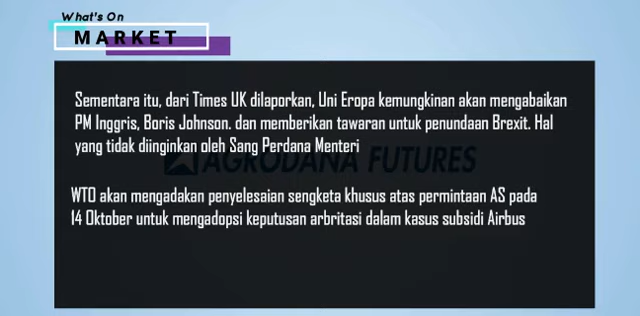 What's On
MARKET
Sementara itu, dari Times UK dilaporkan, Uni Eropa kemungkinan akan mengabaikan
PM Inggris, Boris Johnson. dan memberikan tawaran untuk penundaan Brexit. Hal
yang tidak diinginkan oleh Sang Perdana Menteri
AGRODANA FUTURES
WTO akan mengadakan penyelesaian sengketa khusus atas permintaan AS pada
14 Oktober untuk mengadopsi keputusan arbritasi dalam kasus subsidi Airbus